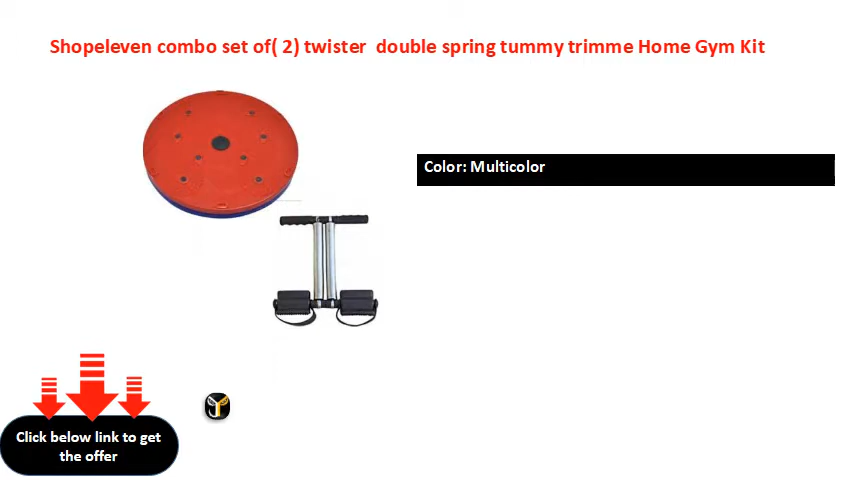 Shopeleven combo set of( 2) twister  double spring tummy trimme Home Gym Kit
Color: Multicolor
Click below link to get
the offer